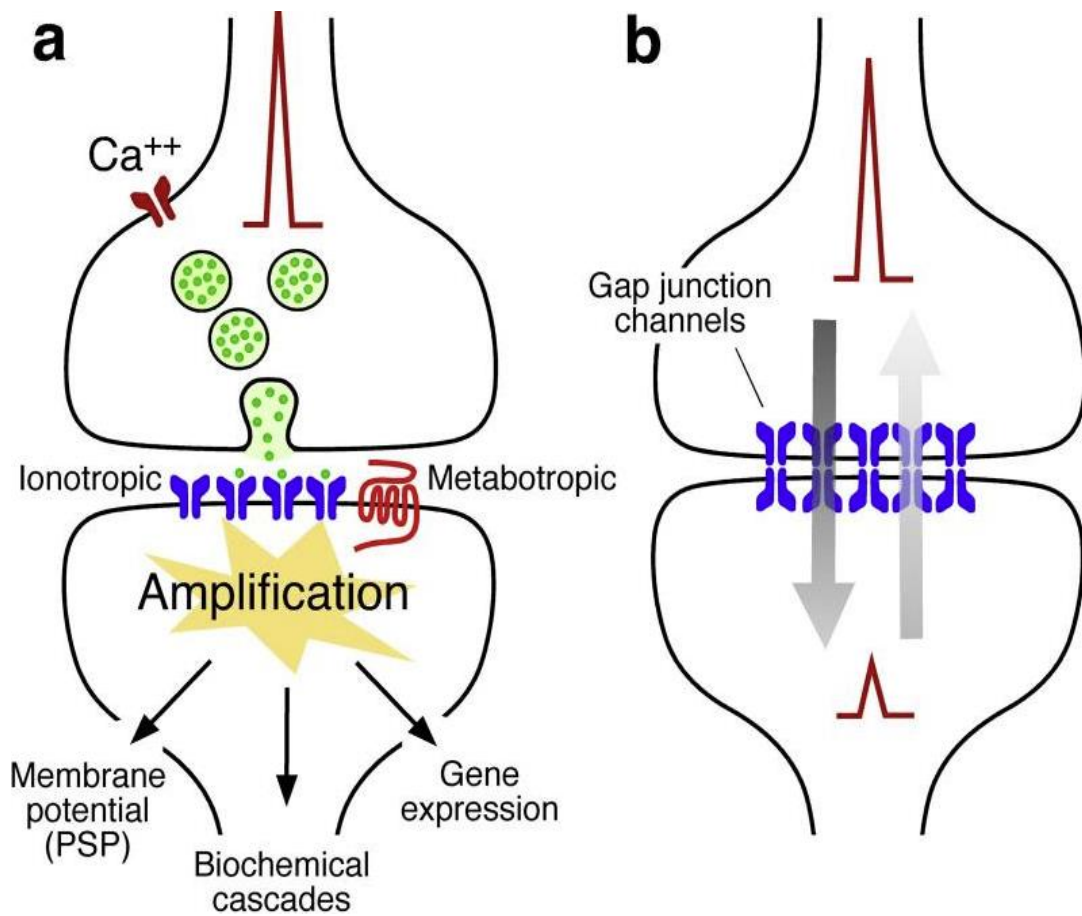 a
Ca++
Ionotropic
Metabotropic
Amplification
Membrane
potential
(PSP)
Biochemical
cascades
Gene
expression
b
Gap junction
channels